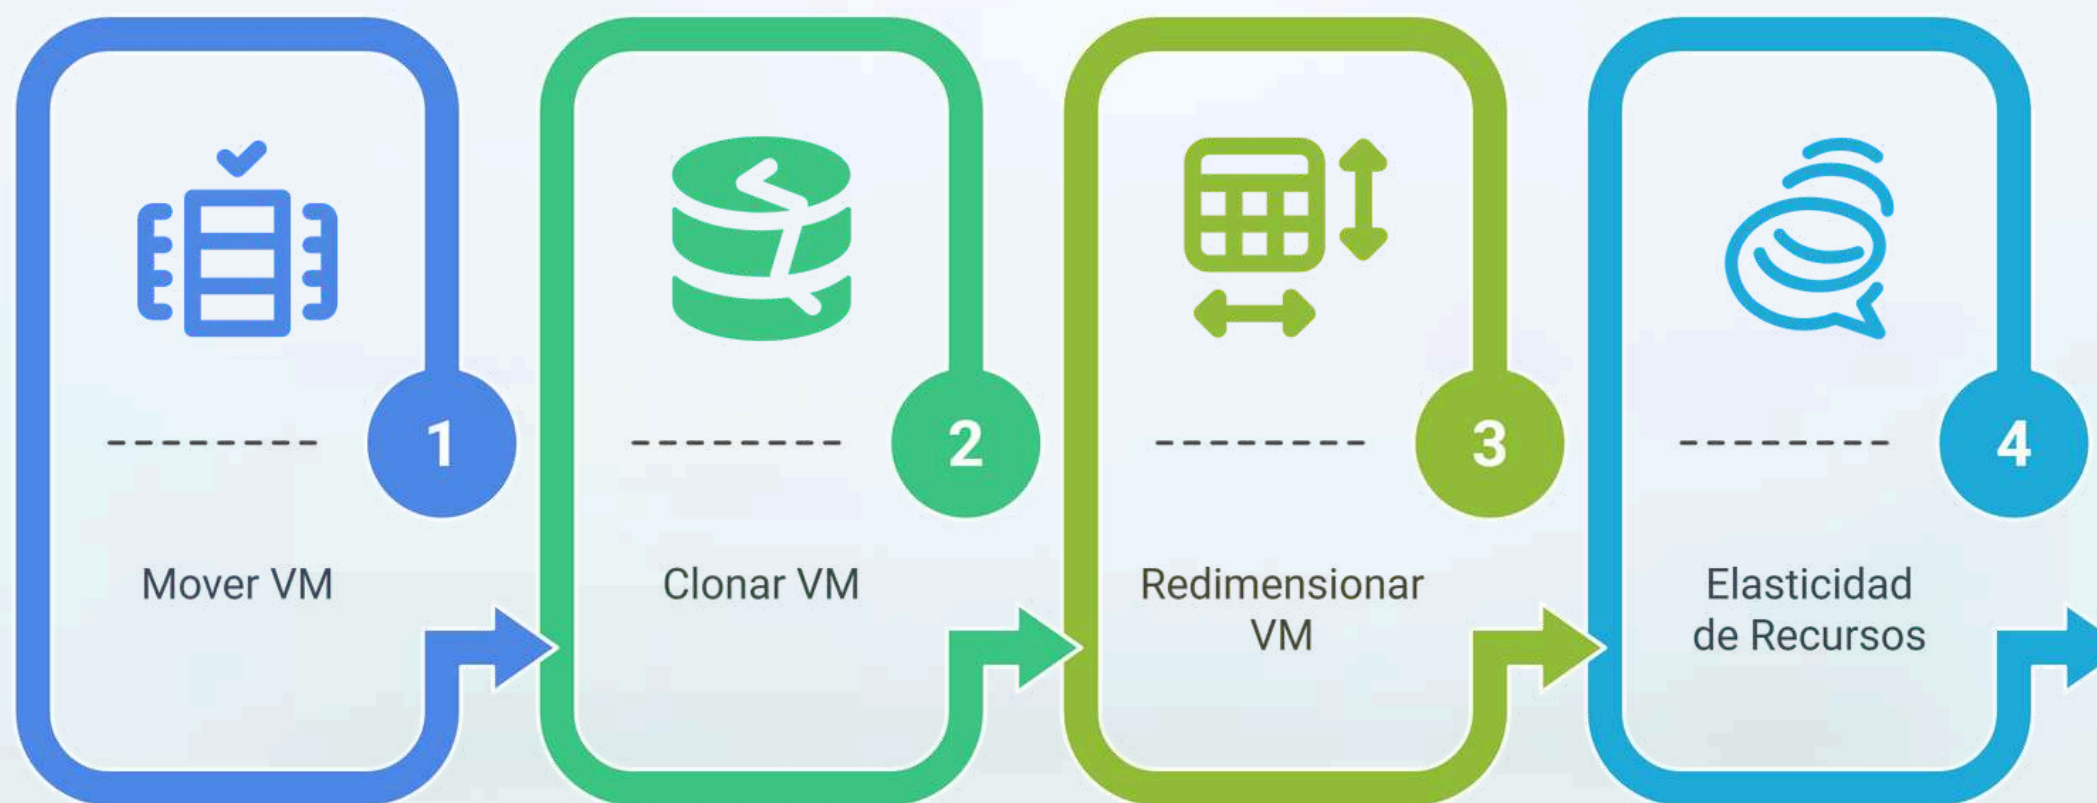 1
Mover VM
2
Clonar VM
3
Redimensionar
VM
4
Elasticidad
de Recursos